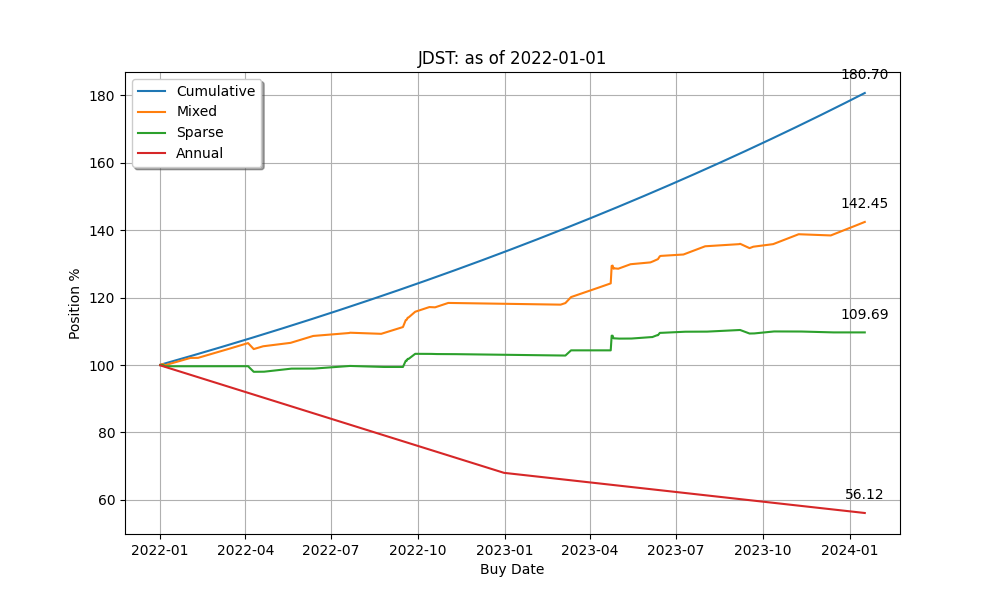 JDST: as of 2022-01-01
180.70
180
Cumulative
Mixed
Sparse
Annual
160
142.45
140
120
109.69
100
80
60
56.12
Position %
2022-01 2022-04 2022-07 2022-10 2023-01 2023-04 2023-07 2023-10 2024-01
Buy Date